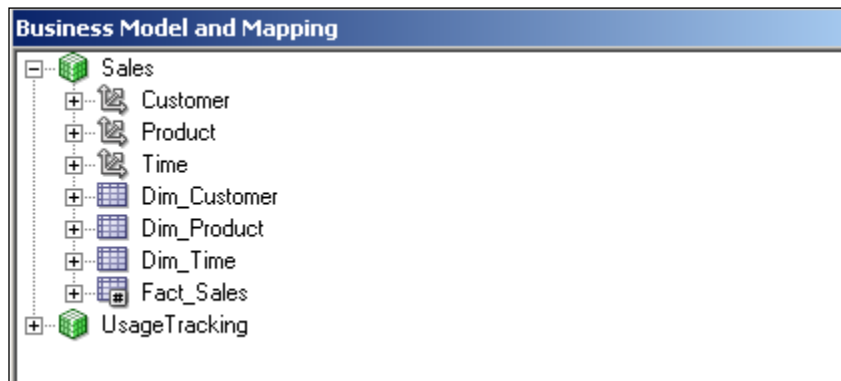 Business Model and Mapping
Sales
Customer
Product
Time
Dim_Customer
Dim_Product
Dim_Time
Fact_Sales
UsageTracking